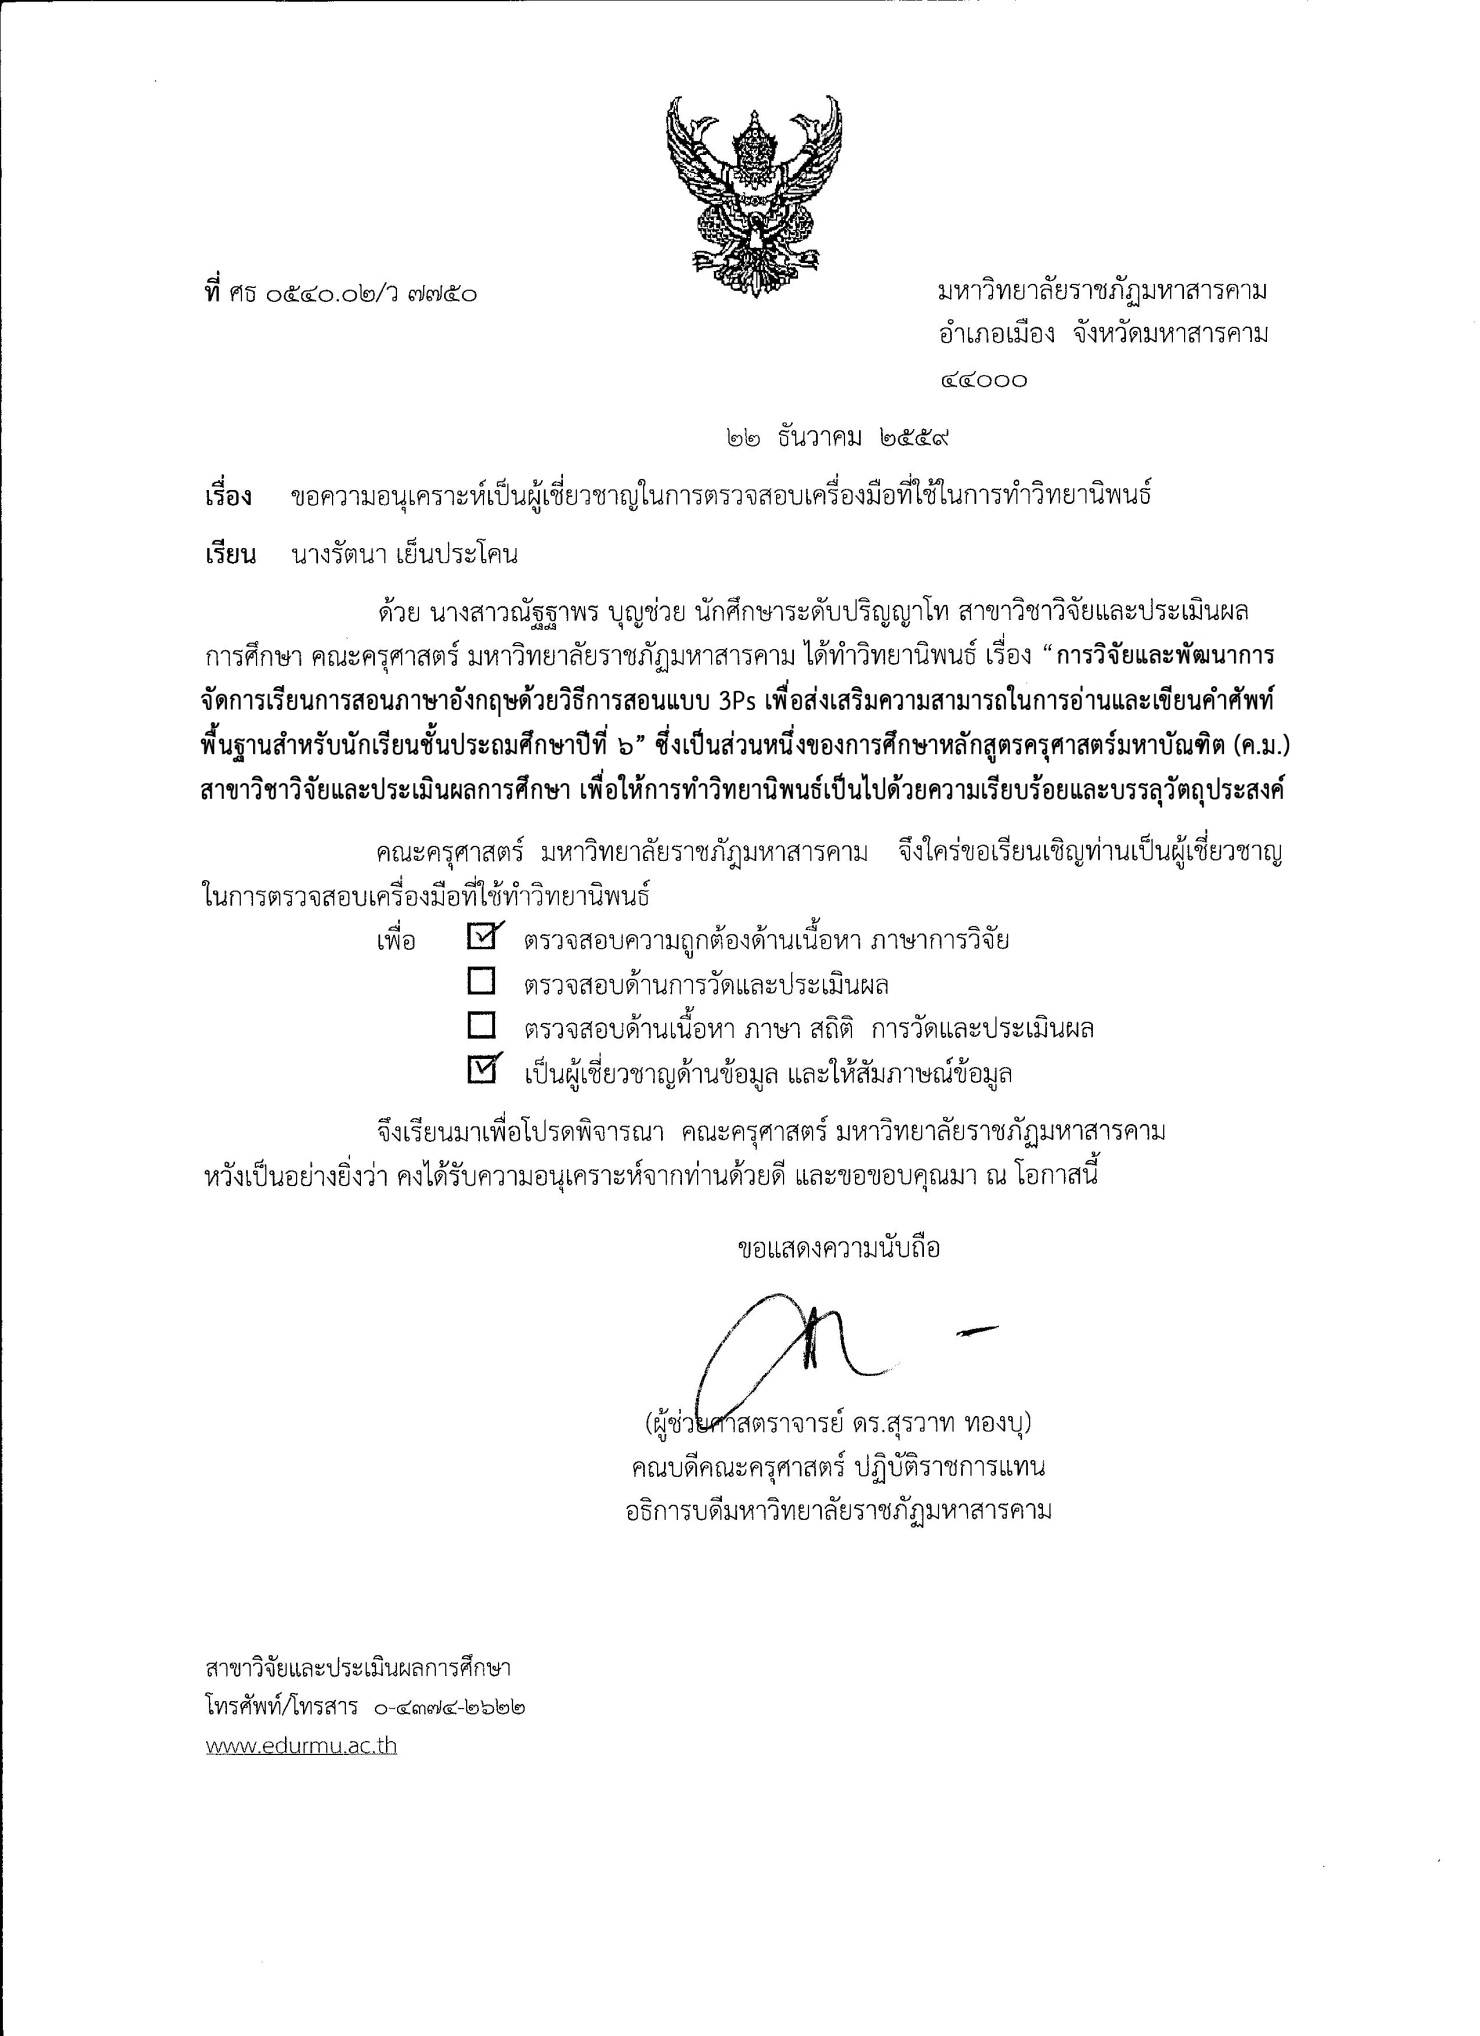 ที่ ศธ ๐๕๔๐.๐๒/ว ๗๗๕๐
มหาวิทยาลัยราชภัฏมหาสารคาม
อำเภอเมือง จังหวัดมหาสารคาม
๔๔๐๐๐
๒๒ ธันวาคม ๒๕๕๙
เรื่อง ขอความอนุเคราะห์เป็นผู้เชี่ยวชาญในการตรวจสอบเครื่องมือที่ใช้ในการทำวิทยานิพนธ์
เรียน นางรัตนา เย็นประโคน
ด้วย นางสาวณัฐฐาพร บุญช่วย นักศึกษาระดับปริญญาโท สาขาวิชาวิจัยและประเมินผล
การศึกษา คณะครุศาสตร์ มหาวิทยาลัยราชภัฏมหาสารคาม ได้ทำวิทยานิพนธ์ เรื่อง “การวิจัยและพัฒนาการ
จัดการเรียนการสอนภาษาอังกฤษด้วยวิธีการสอนแบบ 3Ps เพื่อส่งเสริมความสามารถในการอ่านและเขียนคำศัพท์
พื้นฐานสำหรับนักเรียนชั้นประถมศึกษาปีที่ ๖” ซึ่งเป็นส่วนหนึ่งของการศึกษาหลักสูตรครุศาสตร์มหาบัณฑิต (ค.ม.)
สาขาวิชาวิจัยและประเมินผลการศึกษา เพื่อให้การทำวิทยานิพนธ์เป็นไปด้วยความเรียบร้อยและบรรลุวัตถุประสงค์
คณะครุศาสตร์ มหาวิทยาลัยราชภัฏมหาสารคาม จึงใคร่ขอเรียนเชิญท่านเป็นผู้เชี่ยวชาญ
ในการตรวจสอบเครื่องมือที่ใช้ทำวิทยานิพนธ์
เพื่อ ☑ ตรวจสอบความถูกต้องด้านเนื้อหา ภาษาการวิจัย
☐ ตรวจสอบด้านการวัดและประเมินผล
☐ ตรวจสอบด้านเนื้อหา ภาษา สถิติ การวัดและประเมินผล
☑ เป็นผู้เชี่ยวชาญด้านข้อมูล และให้สัมภาษณ์ข้อมูล
จึงเรียนมาเพื่อโปรดพิจารณา คณะครุศาสตร์ มหาวิทยาลัยราชภัฏมหาสารคาม
หวังเป็นอย่างยิ่งว่า คงได้รับความอนุเคราะห์จากท่านด้วยดี และขอขอบคุณมา ณ โอกาสนี้
ขอแสดงความนับถือ
(ผู้ช่วยศาสตราจารย์ ดร.สุรวาท ทองบุ)
คณบดีคณะครุศาสตร์ ปฏิบัติราชการแทน
อธิการบดีมหาวิทยาลัยราชภัฏมหาสารคาม
สาขาวิจัยและประเมินผลการศึกษา
โทรศัพท์/โทรสาร ๐-๔๓๗๔-๒๖๒๒
www.edurmu.ac.th